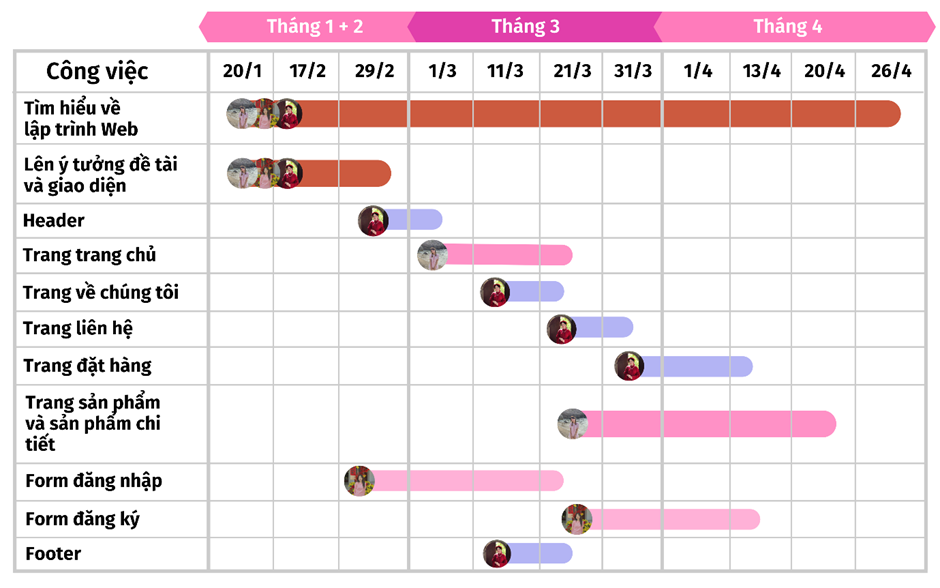 Tháng 1 + 2
Tháng 3
Tháng 4
Công việc
20/1
17/2
29/2
1/3
11/3
21/3
31/3
1/4
13/4
20/4
26/4
Tìm hiểu về
lập trình Web
Lên ý tưởng đề tài
và giao diện
Header
Trang trang chủ
Trang về chúng tôi
Trang liên hệ
Trang đặt hàng
Trang sản phẩm
và sản phẩm chi
tiết
Form đăng nhập
Form đăng ký
Footer